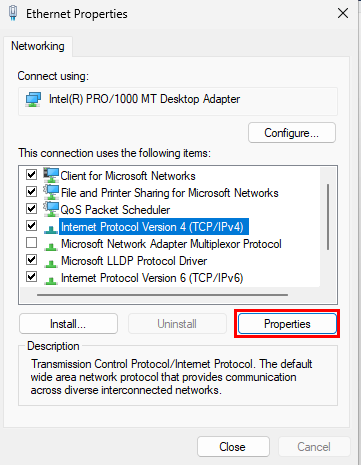 Ethernet Properties
Networking
Connect using:
Intel(R) PRO/1000 MT Desktop Adapter
Configure...
This connection uses the following items:
Client for Microsoft Networks
File and Printer Sharing for Microsoft Networks
QoS Packet Scheduler
Internet Protocol Version 4 (TCP/IPv4)
Microsoft Network Adapter Multiplexor Protocol
Microsoft LLDP Protocol Driver
Internet Protocol Version 6 (TCP/IPv6)
Install...
Uninstall
Properties
Description
Transmission Control Protocol/Internet Protocol. The default
wide area network protocol that provides communication
across diverse interconnected networks.
Close
Cancel